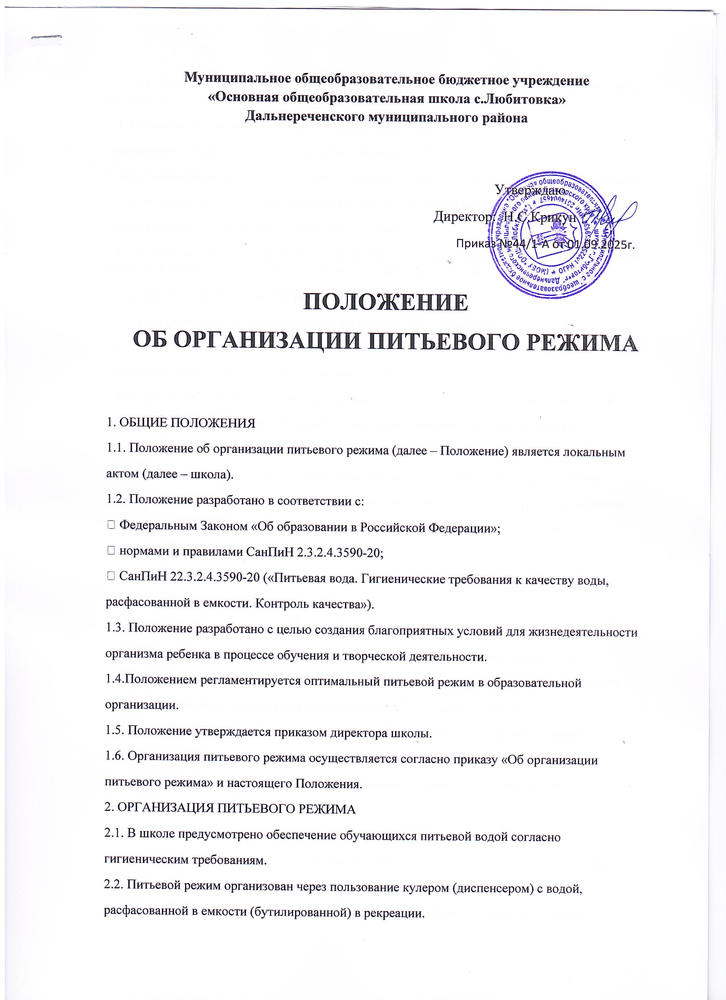 Муниципальное общеобразовательное бюджетное учреждение
«Основная общеобразовательная школа с.Любитовка»
Дальнереченского муниципального района
Утверждаю
Директор: Н.С.Крикун
Приказ №44/1-А от 01.09.2025г.
ПОЛОЖЕНИЕ
ОБ ОРГАНИЗАЦИИ ПИТЬЕВОГО РЕЖИМА
1. ОБЩИЕ ПОЛОЖЕНИЯ
1.1. Положение об организации питьевого режима (далее – Положение) является локальным
актом (далее – школа).
1.2. Положение разработано в соответствии с:
Федеральным Законом «Об образовании в Российской Федерации»;
нормами и правилами СанПиН 2.3.2.4.3590-20;
СанПиН 22.3.2.4.3590-20 («Питьевая вода. Гигиенические требования к качеству воды,
расфасованной в емкости. Контроль качества»).
1.3. Положение разработано с целью создания благоприятных условий для жизнедеятельности
организма ребенка в процессе обучения и творческой деятельности.
1.4.Положением регламентируется оптимальный питьевой режим в образовательной
организации.
1.5. Положение утверждается приказом директора школы.
1.6. Организация питьевого режима осуществляется согласно приказу «Об организации
питьевого режима» и настоящего Положения.
2. ОРГАНИЗАЦИЯ ПИТЬЕВОГО РЕЖИМА
2.1. В школе предусмотрено обеспечение обучающихся питьевой водой согласно
гигиеническим требованиям.
2.2. Питьевой режим организован через пользование кулером (диспенсером) с водой,
расфасованной в емкости (бутилированной) в рекреации.